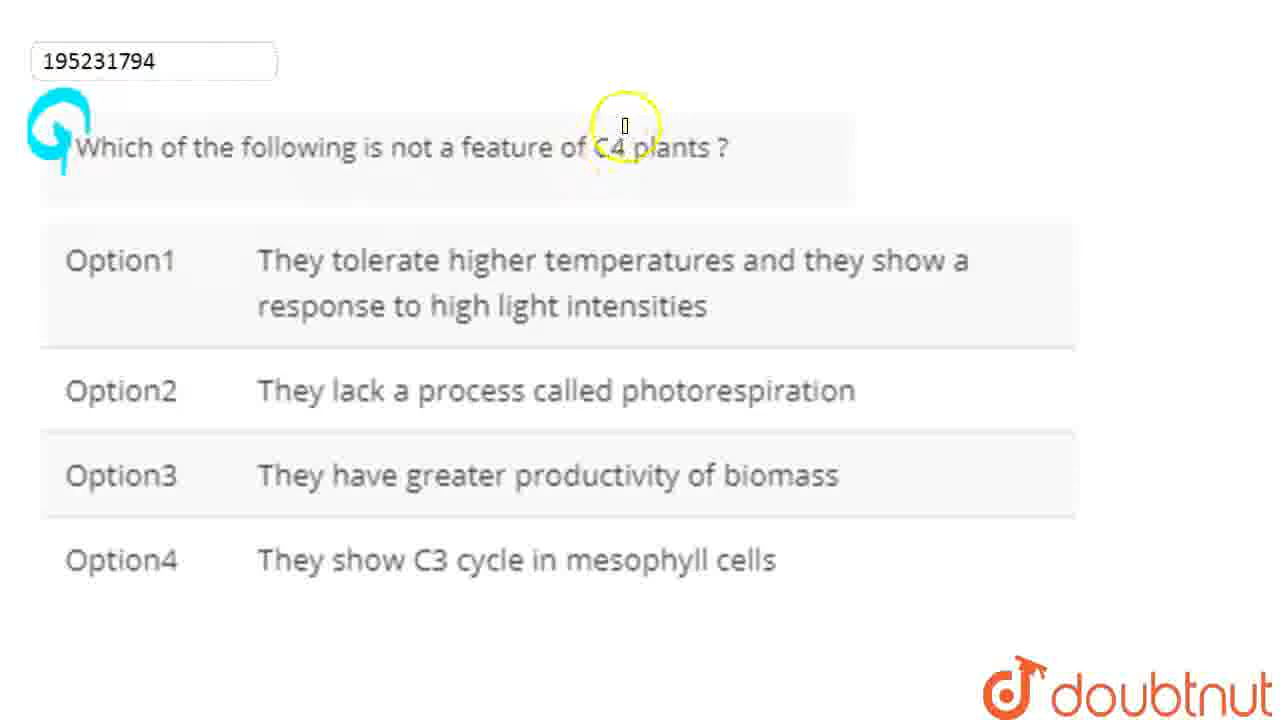 195231794
Which of the following is not a feature of C4 plants ?
Option1 They tolerate higher temperatures and they show a
response to high light intensities
Option2 They lack a process called photorespiration
Option3 They have greater productivity of biomass
Option4 They show C3 cycle in mesophyll cells
doubtnut